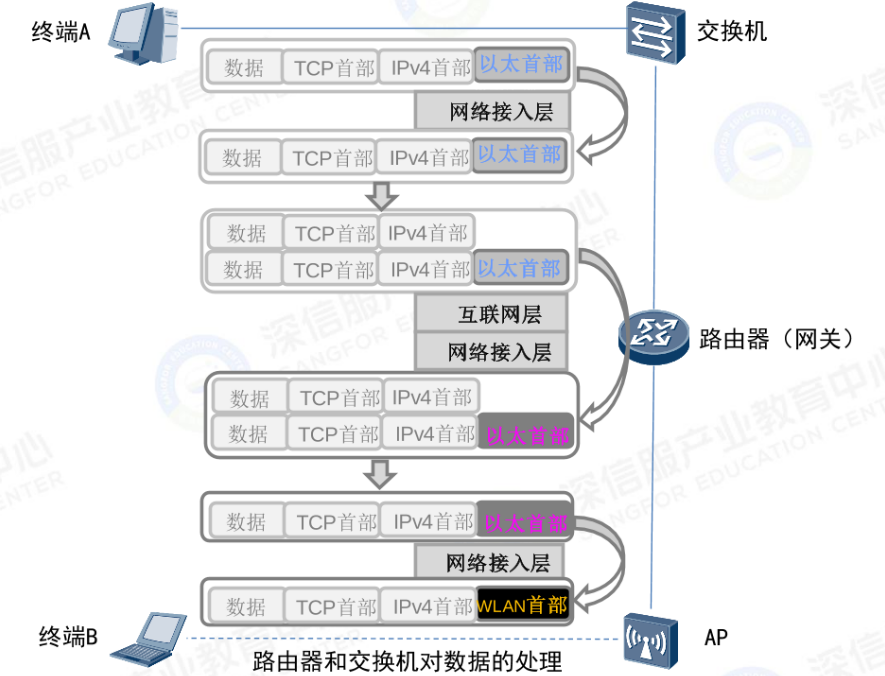 终端A
交换机
数据 TCP首部 IPv4首部 以太首部
网络接入层
数据 TCP首部 IPv4首部 以太首部
数据 TCP首部 IPv4首部
数据 TCP首部 IPv4首部 以太首部
互联网层
网络接入层
路由器（网关）
数据 TCP首部 IPv4首部
数据 TCP首部 IPv4首部 以太首部
数据 TCP首部 IPv4首部 以太首部
网络接入层
数据 TCP首部 IPv4首部 WLAN首部
终端B
AP
路由器和交换机对数据的处理
深信服产业教育中心
SANGFOR EDUCATION CENTER